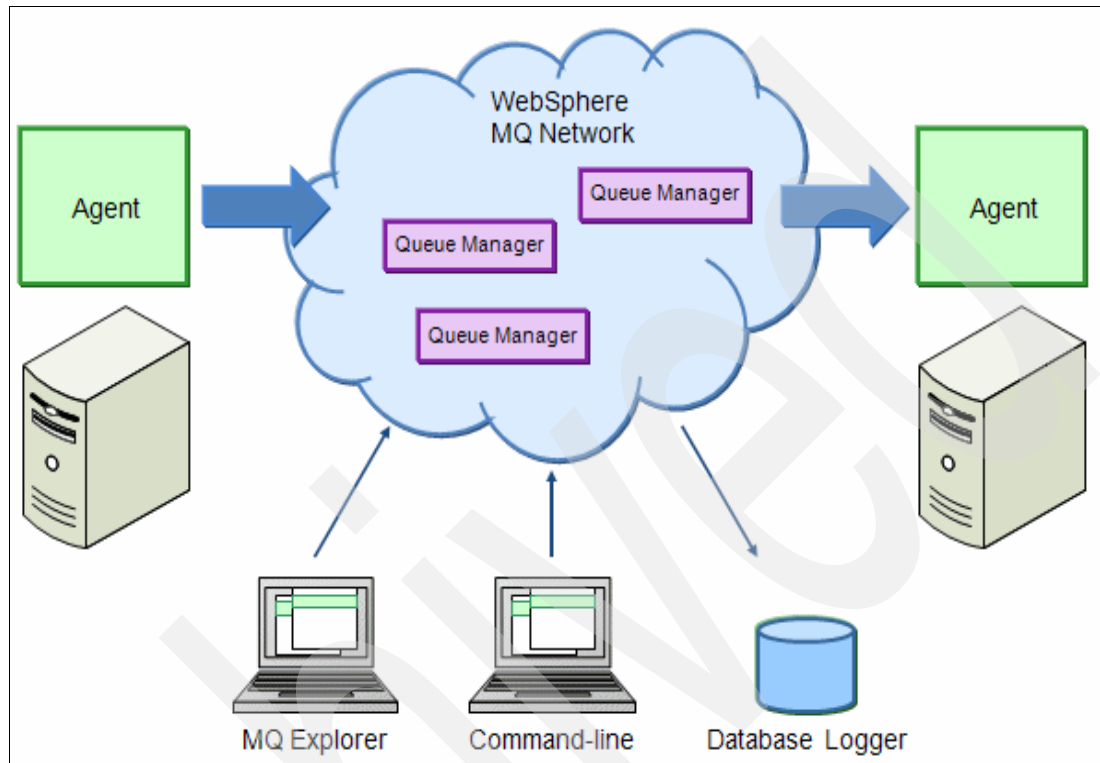 WebSphere
MQ Network
Agent
Queue Manager
Queue Manager
Queue Manager
Agent
MQ Explorer
Command-line
Database Logger